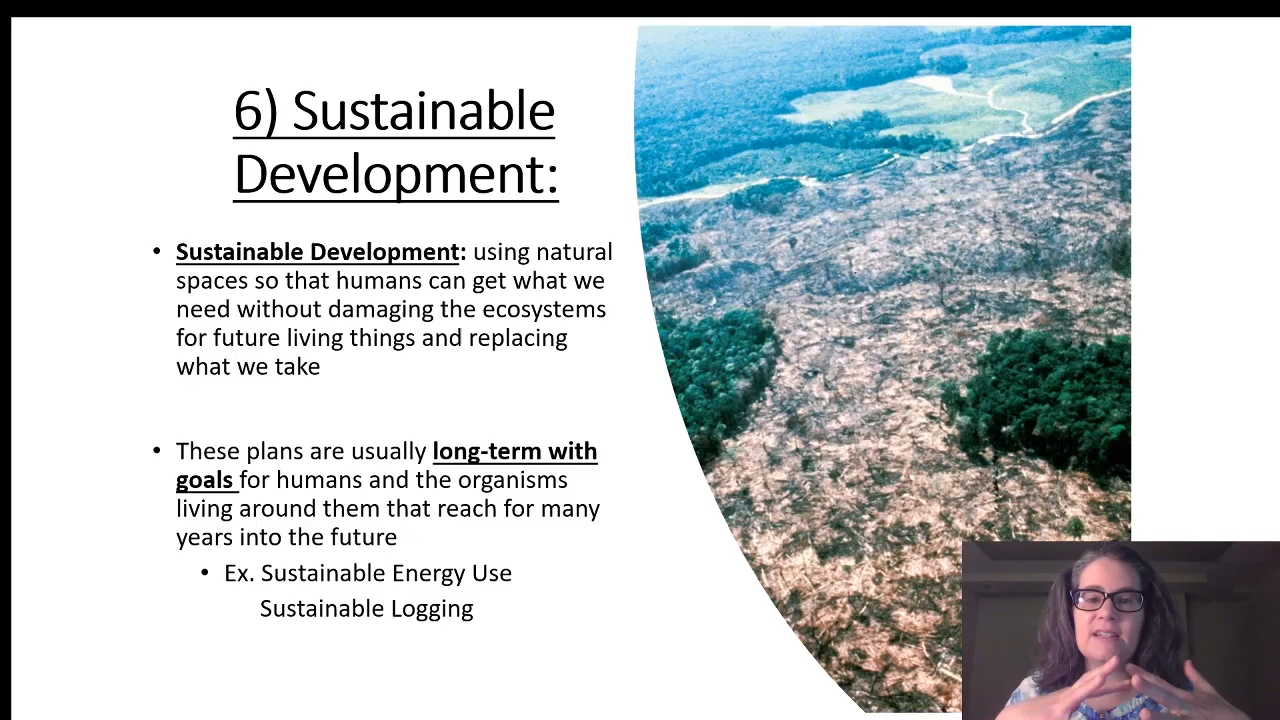 6) Sustainable
Development:
• Sustainable Development: using natural
spaces so that humans can get what we
need without damaging the ecosystems
for future living things and replacing
what we take
• These plans are usually long-term with
goals for humans and the organisms
living around them that reach for many
years into the future
• Ex. Sustainable Energy Use
Sustainable Logging